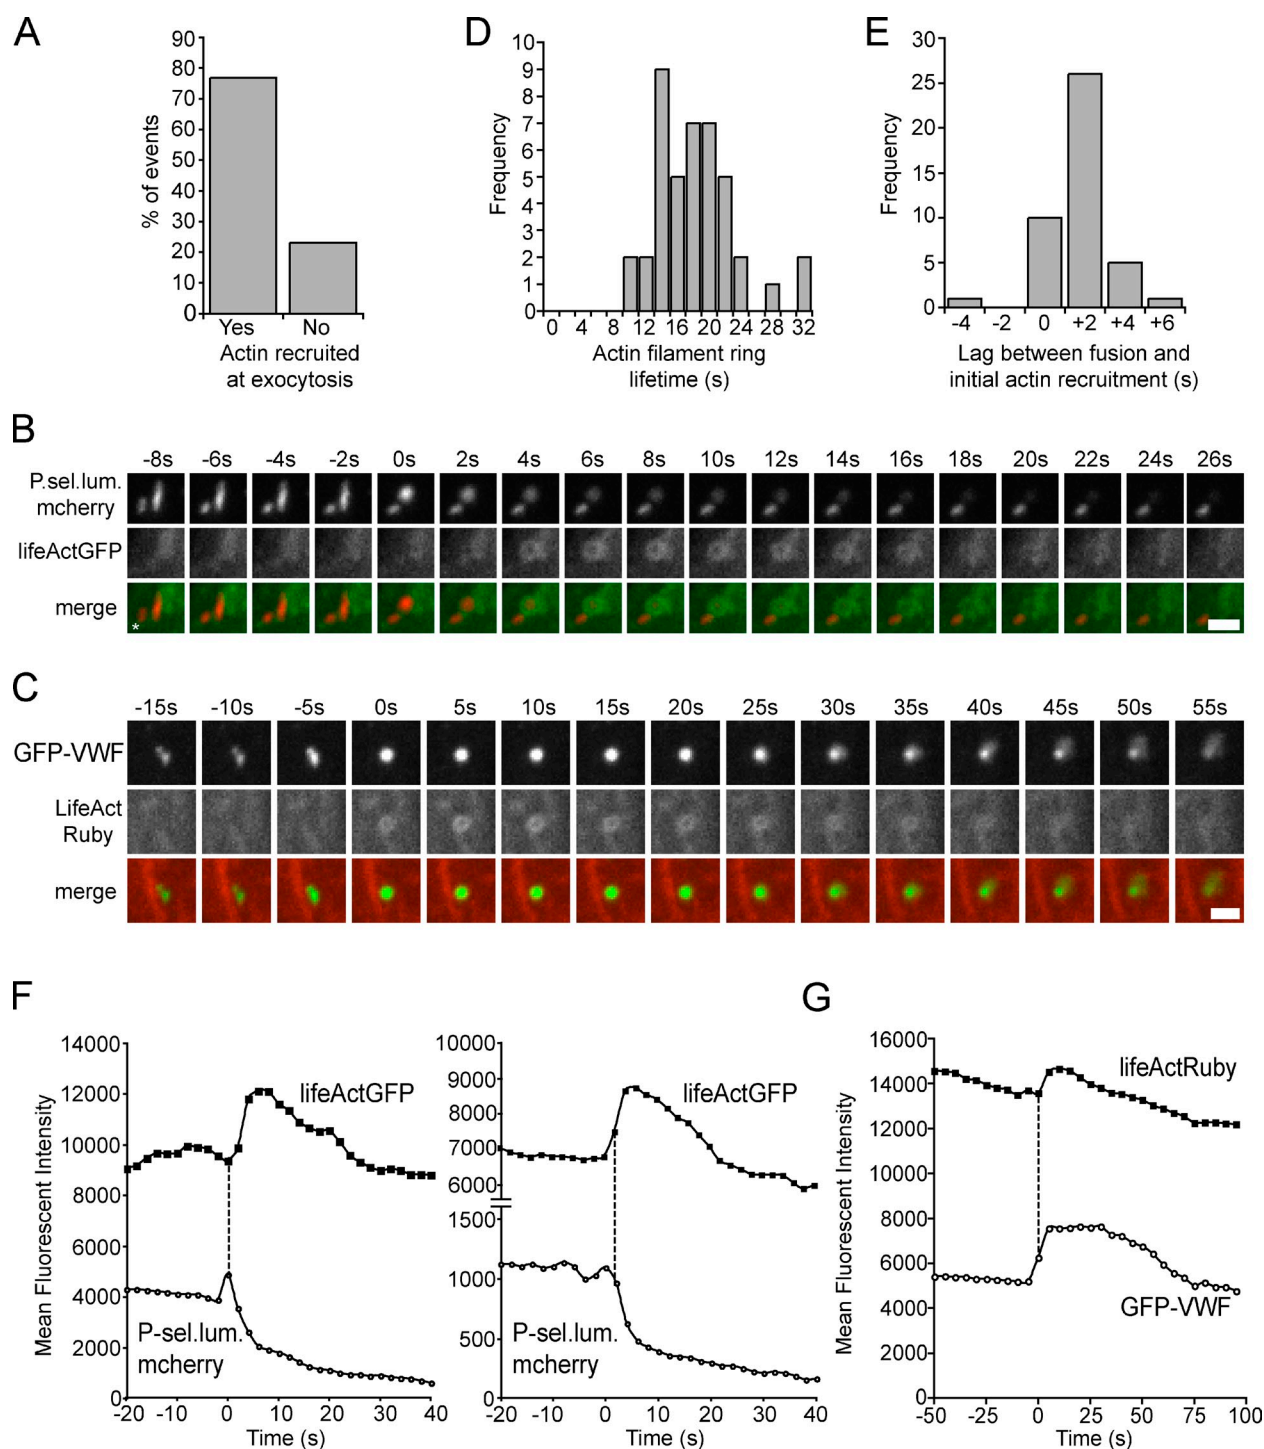 A
90
80
70
60
50
40
30
20
10
0
% of events
Yes No
Actin recruited
at exocytosis
D
10
9
8
7
6
5
4
3
2
1
0
Frequency
0 4 8 12 16 20 24 28 32
Actin filament ring
lifetime (s)
E
30
25
20
15
10
5
0
Frequency
-4 -2 0 +2 +4 +6
Lag between fusion and
initial actin recruitment (s)
B
-8s -6s -4s -2s 0s 2s 4s 6s 8s 10s 12s 14s 16s 18s 20s 22s 24s 26s
P.sel.lum.
mcherry
lifeActGFP
merge
*
C
-15s -10s -5s 0s 5s 10s 15s 20s 25s 30s 35s 40s 45s 50s 55s
GFP-VWF
LifeAct
Ruby
merge
F
14000
12000
10000
8000
6000
4000
2000
0
Mean Fluorescent Intensity
lifeActGFP
P-sel.lum.
mcherry
-20 -10 0 10 20 30 40
Time (s)
10000
9000
8000
7000
6000
1500
1000
500
0
lifeActGFP
P-sel.lum.
mcherry
-20 -10 0 10 20 30 40
Time (s)
G
16000
14000
12000
8000
6000
4000
2000
0
Mean Fluorescent Intensity
lifeActRuby
GFP-VWF
-50 -25 0 25 50 75 100
Time (s)